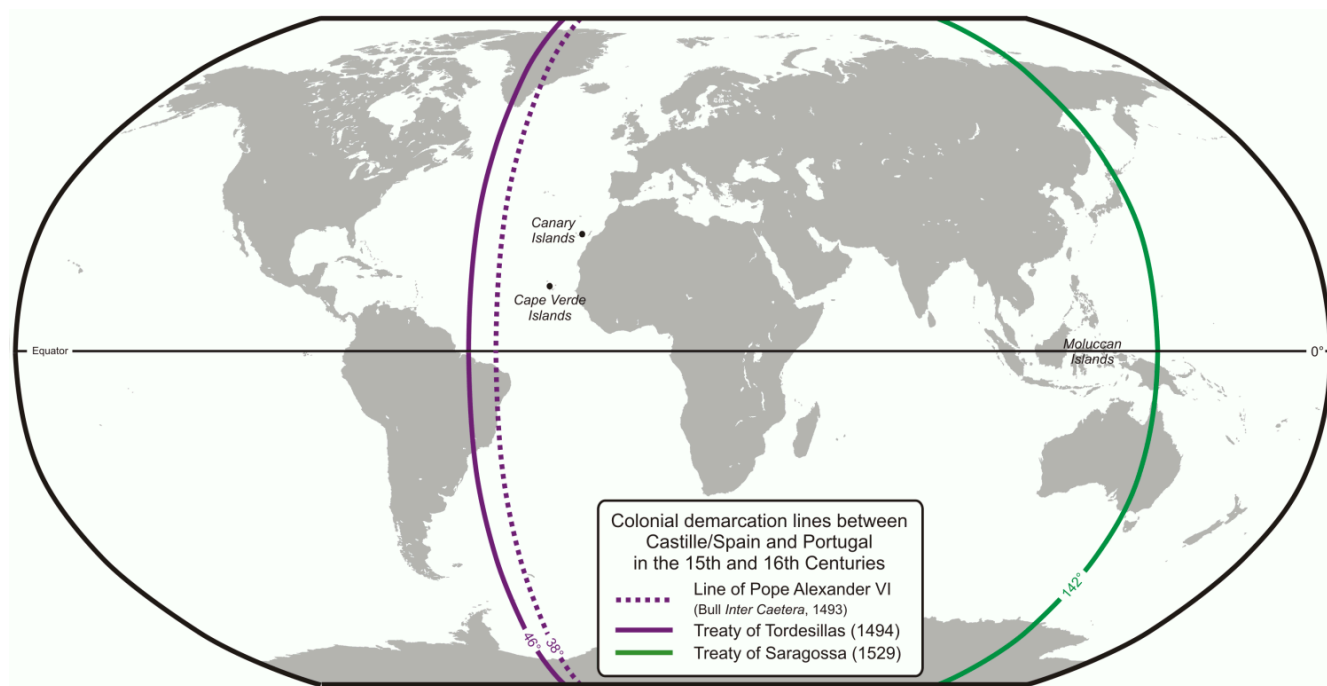 Canary
Islands
Cape Verde
Islands
Equator
Moluccan
Islands
0°
Colonial demarcation lines between
Castille/Spain and Portugal
in the 15th and 16th Centuries
Line of Pope Alexander VI
(Bull Inter Caetera, 1493)
Treaty of Tordesillas (1494)
Treaty of Saragossa (1529)
142°
46°
38°